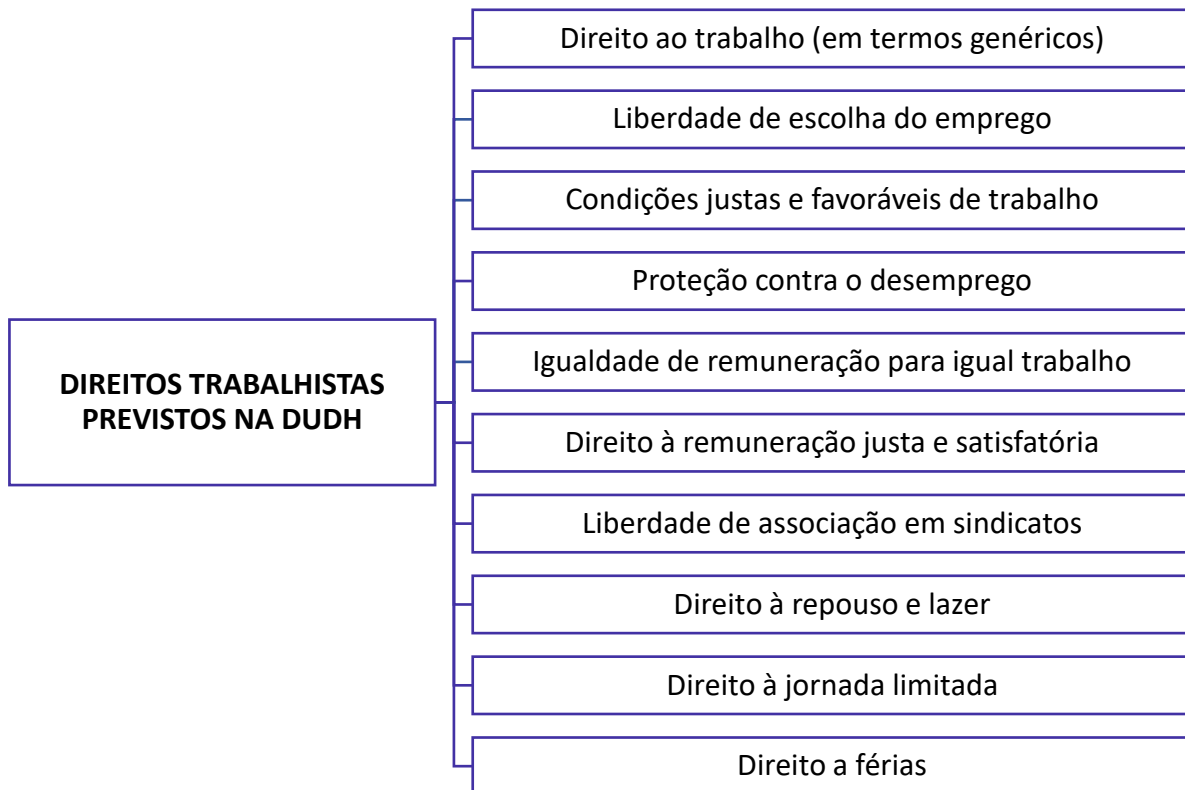 Direito ao trabalho (em termos genéricos)
Liberdade de escolha do emprego
Condições justas e favoráveis de trabalho
Proteção contra o desemprego
DIREITOS TRABALHISTAS
PREVISTOS NA DUDH
Igualdade de remuneração para igual trabalho
Direito à remuneração justa e satisfatória
Liberdade de associação em sindicatos
Direito à repouso e lazer
Direito à jornada limitada
Direito a férias